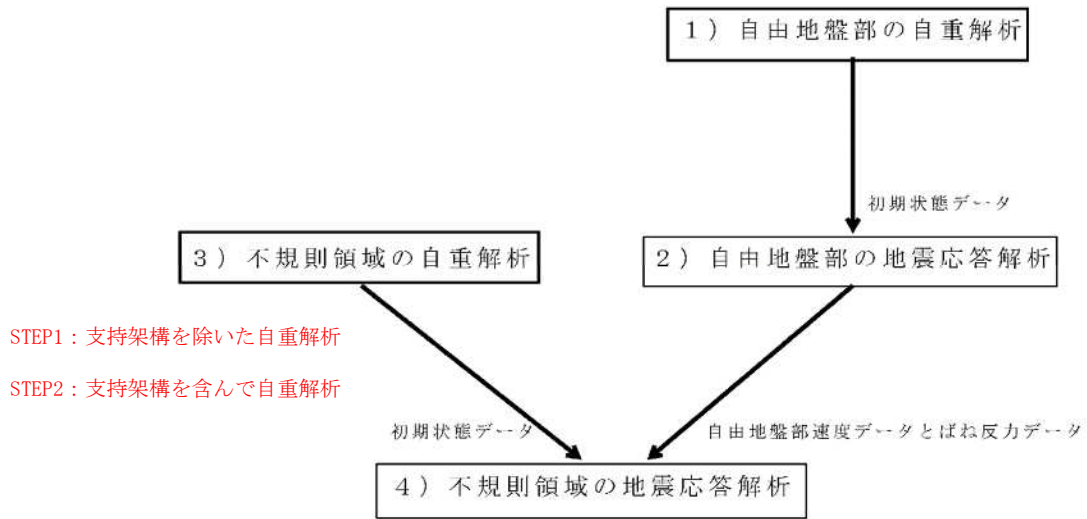 1) 自由地盤部の自重解析
初期状態データ
3) 不規則領域の自重解析
2) 自由地盤部の地震応答解析
STEP1：支持架構を除いた自重解析
STEP2：支持架構を含んで自重解析
初期状態データ
自由地盤部速度データとばね反力データ
4) 不規則領域の地震応答解析